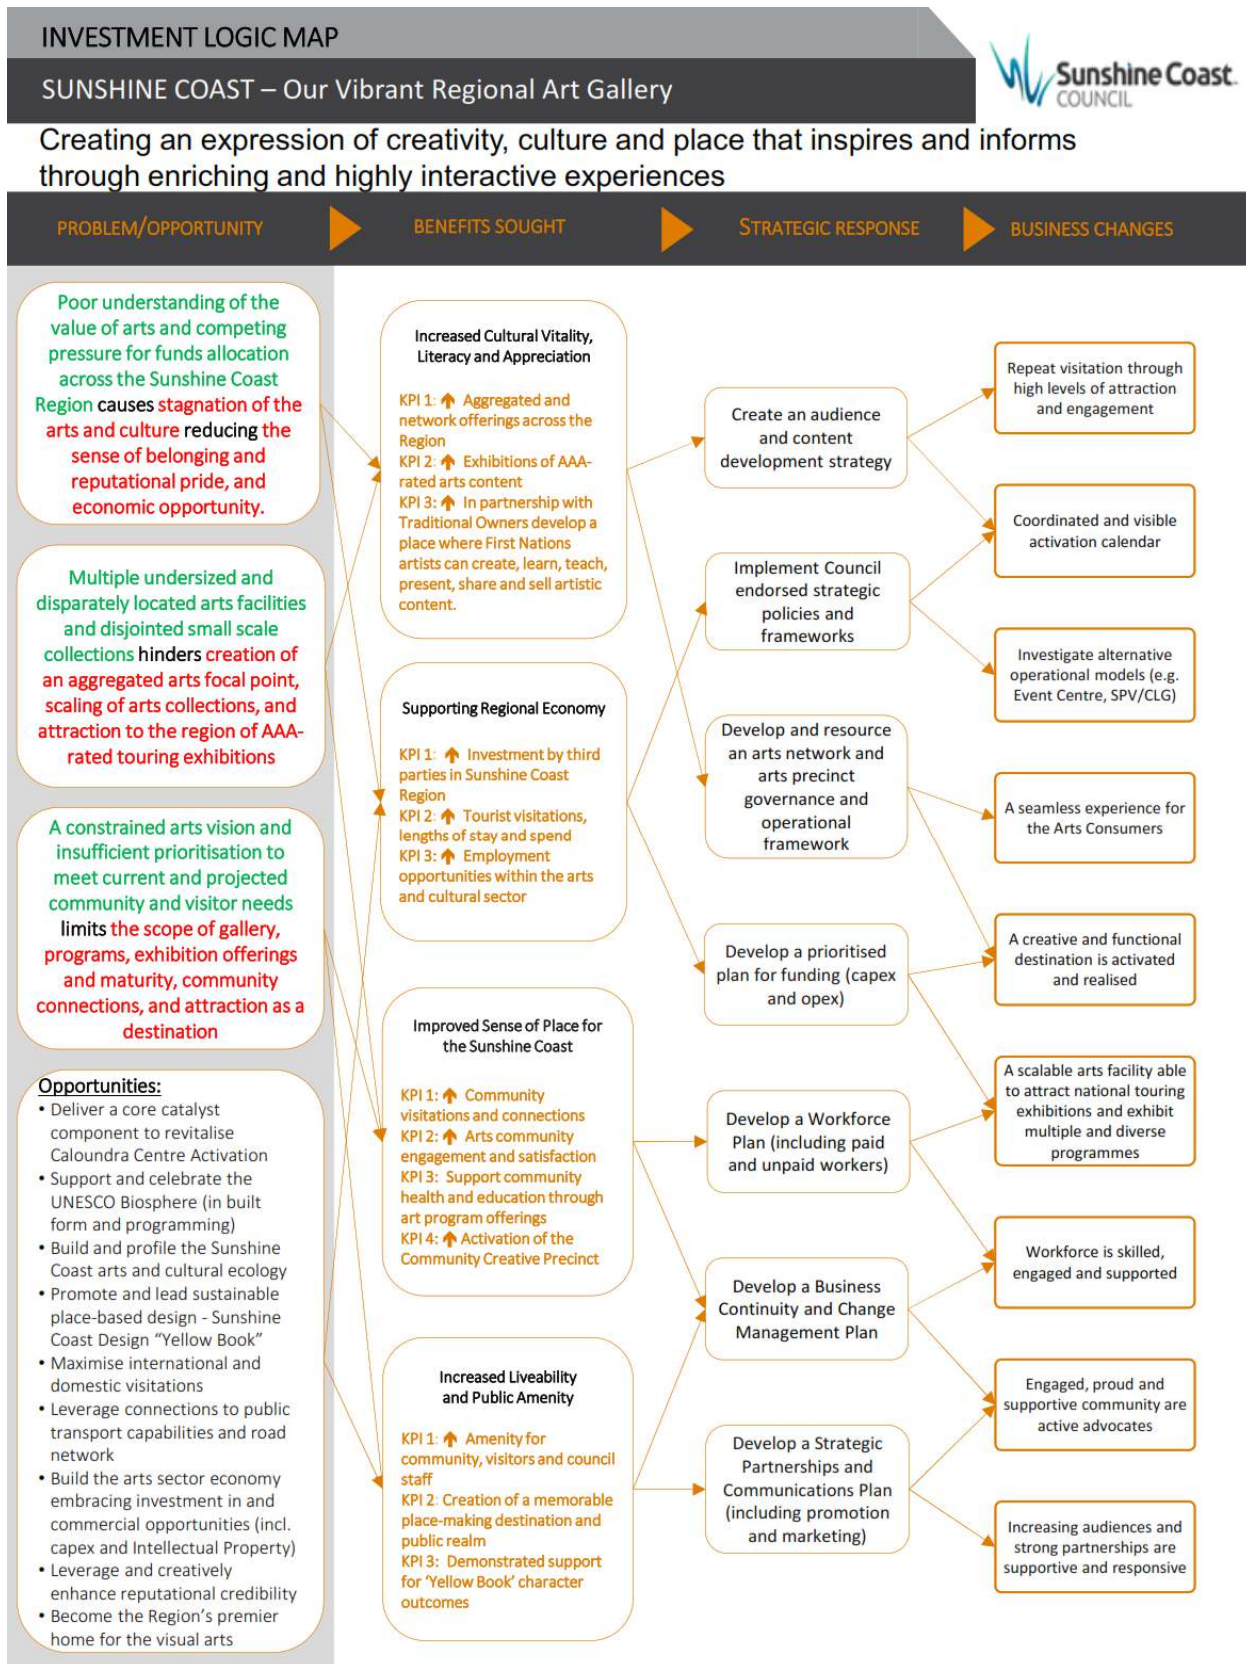 INVESTMENT LOGIC MAP
SUNSHINE COAST – Our Vibrant Regional Art Gallery
Sunshine Coast.
COUNCIL
Creating an expression of creativity, culture and place that inspires and informs
through enriching and highly interactive experiences
PROBLEM/OPPORTUNITY
BENEFITS SOUGHT
STRATEGIC RESPONSE
BUSINESS CHANGES
Poor understanding of the
value of arts and competing
pressure for funds allocation
across the Sunshine Coast
Region causes stagnation of the
arts and culture reducing the
sense of belonging and
reputational pride, and
economic opportunity.
Multiple undersized and
disparately located arts facilities
and disjointed small scale
collections hinders creation of
an aggregated arts focal point,
scaling of arts collections, and
attraction to the region of AAA-
rated touring exhibitions
A constrained arts vision and
insufficient prioritisation to
meet current and projected
community and visitor needs
limits the scope of gallery,
programs, exhibition offerings
and maturity, community
connections, and attraction as a
destination
Opportunities:
• Deliver a core catalyst
component to revitalise
Caloundra Centre Activation
• Support and celebrate the
UNESCO Biosphere (in built
form and programming)
• Build and profile the Sunshine
Coast arts and cultural ecology
• Promote and lead sustainable
place-based design - Sunshine
Coast Design “Yellow Book”
• Maximise international and
domestic visitations
• Leverage connections to public
transport capabilities and road
network
• Build the arts sector economy
embracing investment in and
commercial opportunities (incl.
capex and Intellectual Property)
• Leverage and creatively
enhance reputational credibility
• Become the Region’s premier
home for the visual arts
Increased Cultural Vitality,
Literacy and Appreciation
KPI 1: ↑ Aggregated and
network offerings across the
Region
KPI 2: ↑ Exhibitions of AAA-
rated arts content
KPI 3: ↑ In partnership with
Traditional Owners develop a
place where First Nations
artists can create, learn, teach,
present, share and sell artistic
content.
Supporting Regional Economy
KPI 1: ↑ Investment by third
parties in Sunshine Coast
Region
KPI 2: ↑ Tourist visitations,
lengths of stay and spend
KPI 3: ↑ Employment
opportunities within the arts
and cultural sector
Improved Sense of Place for
the Sunshine Coast
KPI 1: ↑ Community
visitations and connections
KPI 2: ↑ Arts community
engagement and satisfaction
KPI 3: Support community
health and education through
art program offerings
KPI 4: ↑ Activation of the
Community Creative Precinct
Increased Liveability
and Public Amenity
KPI 1: ↑ Amenity for
community, visitors and council
staff
KPI 2: Creation of a memorable
place-making destination and
public realm
KPI 3: Demonstrated support
for ‘Yellow Book’ character
outcomes
Create an audience
and content
development strategy
Implement Council
endorsed strategic
policies and
frameworks
Develop and resource
an arts network and
arts precinct
governance and
operational
framework
Develop a prioritised
plan for funding (capex
and opex)
Develop a Workforce
Plan (including paid
and unpaid workers)
Develop a Business
Continuity and Change
Management Plan
Develop a Strategic
Partnerships and
Communications Plan
(including promotion
and marketing)
Repeat visitation through
high levels of attraction
and engagement
Coordinated and visible
activation calendar
Investigate alternative
operational models (e.g.
Event Centre, SPV/CLG)
A seamless experience for
the Arts Consumers
A creative and functional
destination is activated
and realised
A scalable arts facility able
to attract national touring
exhibitions and exhibit
multiple and diverse
programmes
Workforce is skilled,
engaged and supported
Engaged, proud and
supportive community are
active advocates
Increasing audiences and
strong partnerships are
supportive and responsive